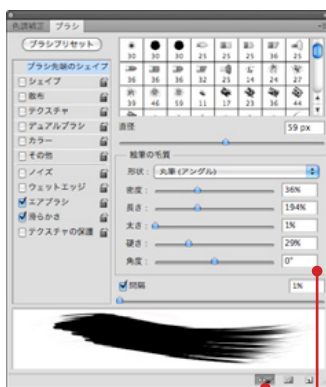 色調補正 ブラシ
ブラシプリセット
30 30 30 25 25 25 36 25
ブラシ先端のシェイプ
36 36 36 32 25 14 24 27
シェイプ
39 46 59 11 17 23 36 44
散布
テクスチャ
デュアルブラシ
カラー
その他
ノイズ
ウェットエッジ
エアブラシ
滑らかさ
テクスチャの保護
直径 59 px
絵筆の毛質
形状： 丸筆 (アングル)
密度： 36%
長さ： 194%
太さ： 1%
硬さ： 29%
角度： 0°
間隔 1%